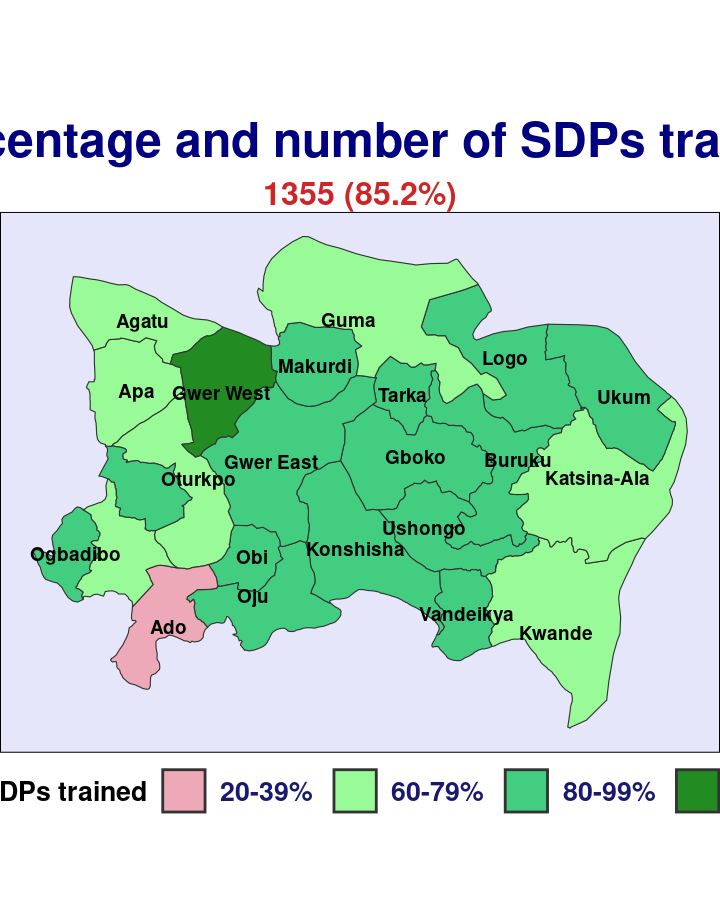 centage and number of SDPs tra
1355 (85.2%)
Agatu
Guma
Apa
Gwer West
Makurdi
Logo
Tarka
Ukum
Oturkpo
Gwer East
Gboko
Buruku
Katsina-Ala
Ogbadibo
Obi
Konshisha
Ushongo
Oju
Ado
Vandeikya
Kwande
DPs trained 20-39% 60-79% 80-99%